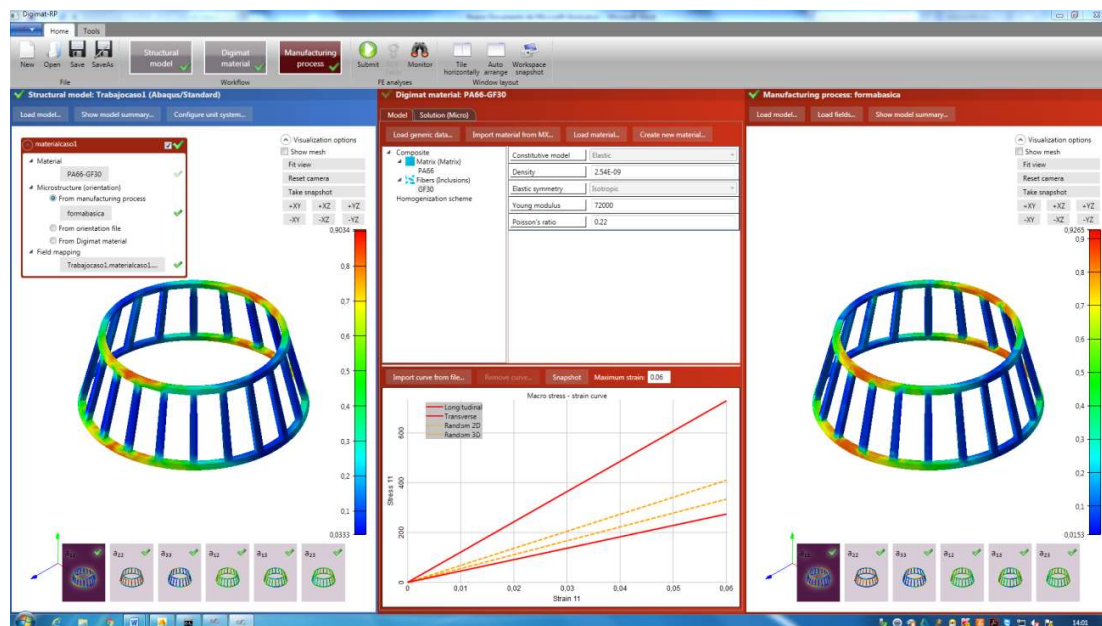 Digimat-RP
Home Tools
New Open Save SaveAs
Structural model
Digimat material
Manufacturing process
Submit
Monitor
Tile horizontally
Auto arrange
Workspace snapshot
File
Workflow
FE analyses
Window layout
Structural model: Trabajocaso1 (Abaqus/Standard)
Load model... Show model summary... Configure unit system...
materialcaso1
Material
PA66-GF30
Microstructure (orientation)
From manufacturing process
formabasica
From orientation file
From Digimat material
Field mapping
Trabajocaso1.materialcaso1....
Visualization options
Show mesh
Fit view
Reset camera
Take snapshot
+XY +XZ +YZ
-XY -XZ -YZ
0,9034
0,8
0,7
0,6
0,5
0,4
0,3
0,2
0,1
0,0333
a22 a33 a12 a13 a23
Digimat material: PA66-GF30
Model Solution (Micro)
Load generic data... Import material from MX... Load material... Create new material...
Composite
Matrix (Matrix)
PA66
Fibers (Inclusions)
GF30
Homogenization scheme
Constitutive model Elastic
Density 2.54E-09
Elastic symmetry Isotropic
Young modulus 72000
Poisson's ratio 0.22
Import curve from file... Remove curve... Snapshot Maximum strain: 0.06
Macro stress - strain curve
Longitudinal
Transverse
Random 2D
Random 3D
Stress 11
600
400
200
0
0 0,01 0,02 0,03 0,04 0,05 0,06
Strain 11
Manufacturing process: formabasica
Load model... Load fields... Show model summary...
Visualization options
Show mesh
Fit view
Reset camera
Take snapshot
+XY +XZ +YZ
-XY -XZ -YZ
0,9265
0,9
0,8
0,7
0,6
0,5
0,4
0,3
0,2
0,1
0,0153
a22 a33 a12 a13 a23
14:01